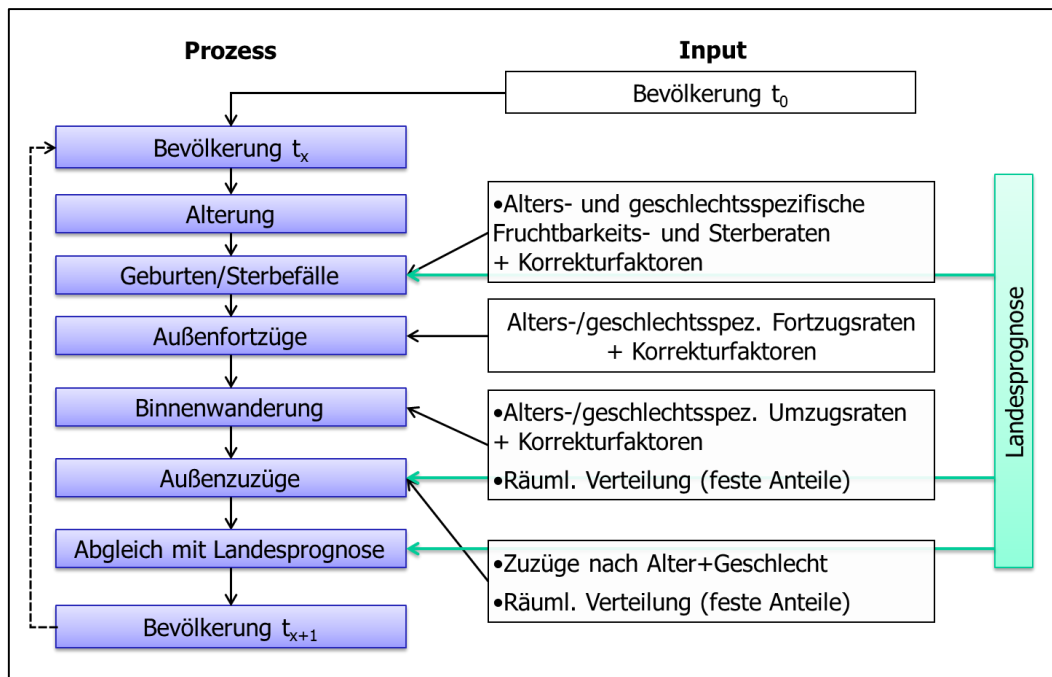 Prozess
Input
Bevölkerung t0
Bevölkerung tx
Alterung
Geburten/Sterbefälle
Außenfortzüge
Binnenwanderung
Außenzuzüge
Abgleich mit Landesprognose
Bevölkerung tx+1
•Alters- und geschlechtsspezifische
Fruchtbarkeits- und Sterberaten
+ Korrekturfaktoren
Alters-/geschlechtsspez. Fortzugsraten
+ Korrekturfaktoren
•Alters-/geschlechtsspez. Umzugsraten
+ Korrekturfaktoren
•Räuml. Verteilung (feste Anteile)
•Zuzüge nach Alter+Geschlecht
•Räuml. Verteilung (feste Anteile)
Landesprognose